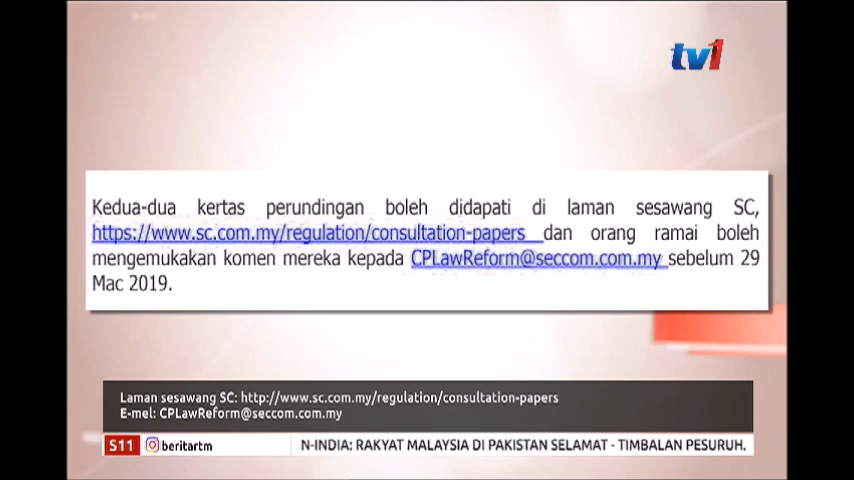 tv1
Kedua-dua kertas perundingan boleh didapati di laman sesawang SC,
https://www.sc.com.my/regulation/consultation-papers dan orang ramai boleh
mengemukakan komen mereka kepada CPLawReform@seccom.com.my sebelum 29
Mac 2019.
Laman sesawang SC: http://www.sc.com.my/regulation/consultation-papers
E-mel: CPLawReform@seccom.com.my
S11 beritartm N-INDIA: RAKYAT MALAYSIA DI PAKISTAN SELAMAT - TIMBALAN PESURUH.